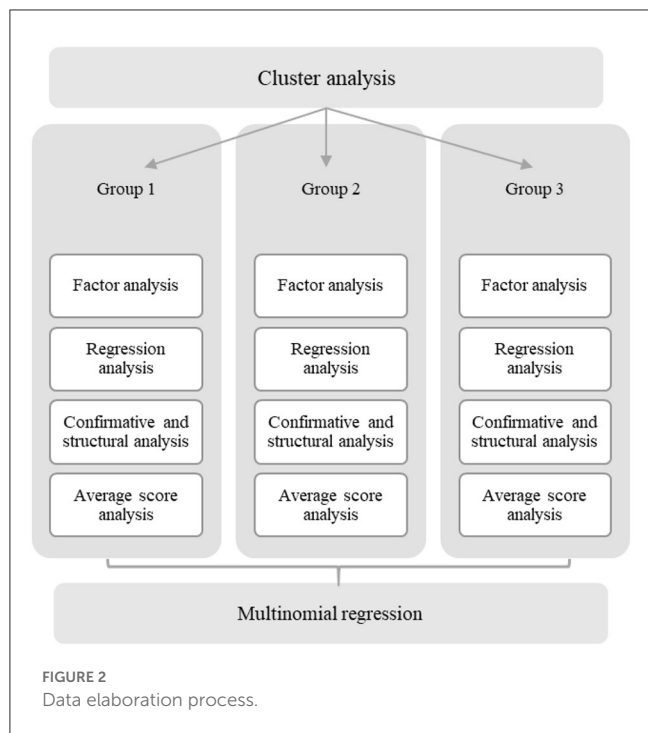 Cluster analysis
Group 1
Group 2
Group 3
Factor analysis
Factor analysis
Factor analysis
Regression
analysis
Regression
analysis
Regression
analysis
Confirmative and
structural analysis
Confirmative and
structural analysis
Confirmative and
structural analysis
Average score
analysis
Average score
analysis
Average score
analysis
Multinomial regression
FIGURE 2
Data elaboration process.